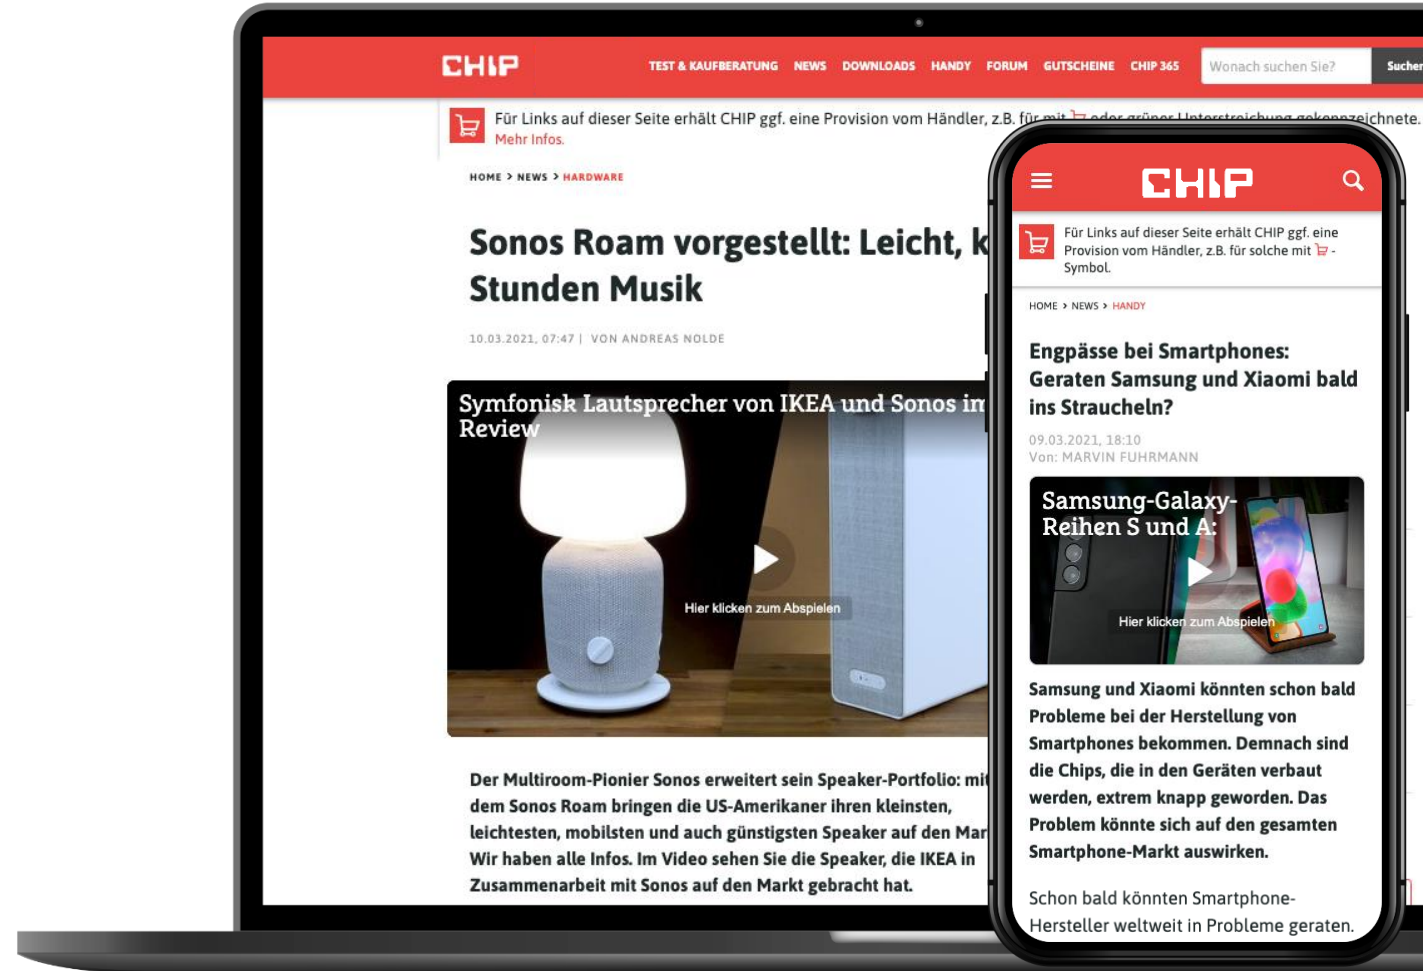 CHIP
TEST & KAUFBERATUNG NEWS DOWNLOADS HANDY FORUM GUTSCHEINE CHIP 365
Wonach suchen Sie?
Suchen
Für Links auf dieser Seite erhält CHIP ggf. eine Provision vom Händler, z.B. für mit oder grüner Unterstreichung gekennzeichnete.
Mehr Infos.
HOME > NEWS > HARDWARE
Sonos Roam vorgestellt: Leicht, k
Stunden Musik
10.03.2021, 07:47 | VON ANDREAS NOLDE
Symfonisk Lautsprecher von IKEA und Sonos im
Review
Hier klicken zum Abspielen
Der Multiroom-Pionier Sonos erweitert sein Speaker-Portfolio: mit
dem Sonos Roam bringen die US-Amerikaner ihren kleinsten,
leichtesten, mobilsten und auch günstigsten Speaker auf den Mar
Wir haben alle Infos. Im Video sehen Sie die Speaker, die IKEA in
Zusammenarbeit mit Sonos auf den Markt gebracht hat.
CHIP
Für Links auf dieser Seite erhält CHIP ggf. eine
Provision vom Händler, z.B. für solche mit -
Symbol.
HOME > NEWS > HANDY
Engpässe bei Smartphones:
Geraten Samsung und Xiaomi bald
ins Straucheln?
09.03.2021, 18:10
Von: MARVIN FUHRMANN
Samsung-Galaxy-
Reihen S und A:
Hier klicken zum Abspielen
Samsung und Xiaomi könnten schon bald
Probleme bei der Herstellung von
Smartphones bekommen. Demnach sind
die Chips, die in den Geräten verbaut
werden, extrem knapp geworden. Das
Problem könnte sich auf den gesamten
Smartphone-Markt auswirken.
Schon bald könnten Smartphone-
Hersteller weltweit in Probleme geraten.